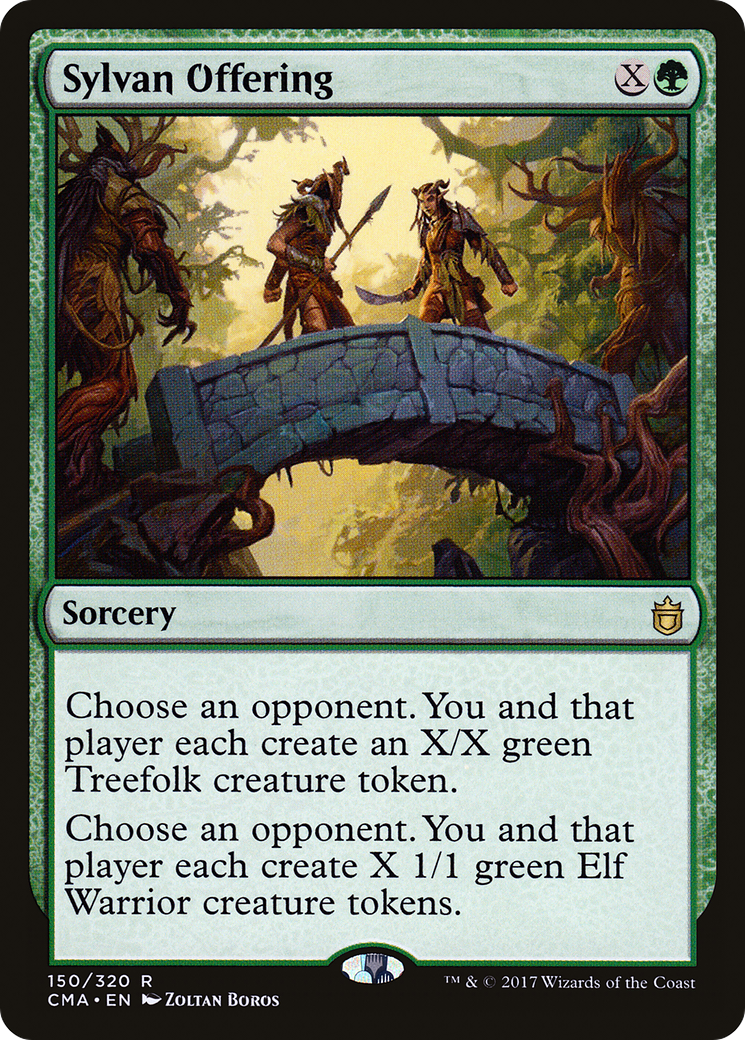 Sylvan Offering X
Sorcery
Choose an opponent. You and that
player each create an X/X green
Treefolk creature token.
Choose an opponent. You and that
player each create X 1/1 green Elf
Warrior creature tokens.
150/320 R
CMA • EN Zoltan Boros
™ & © 2017 Wizards of the Coast